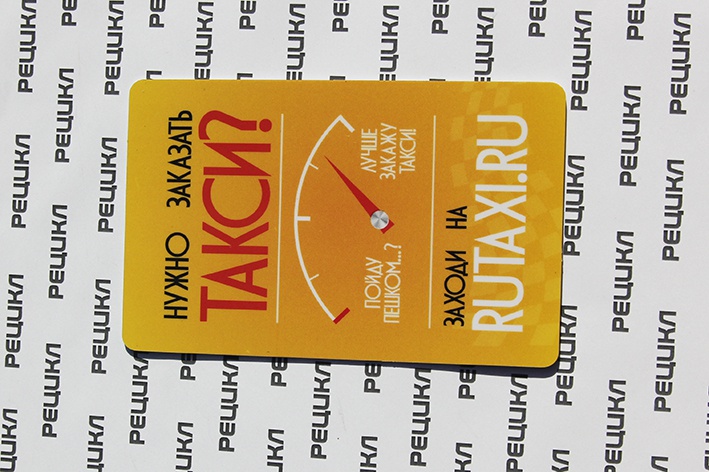 НУЖНО ЗАКАЗАТЬ
ТАКСИ?
ПОЙДУ
ПЕШКОМ...?
ЛУЧШЕ
ЗАКАЖУ
ТАКСИ!
ЗАХОДИ НА
RUTAXI.RU
РЕЦИКЛ